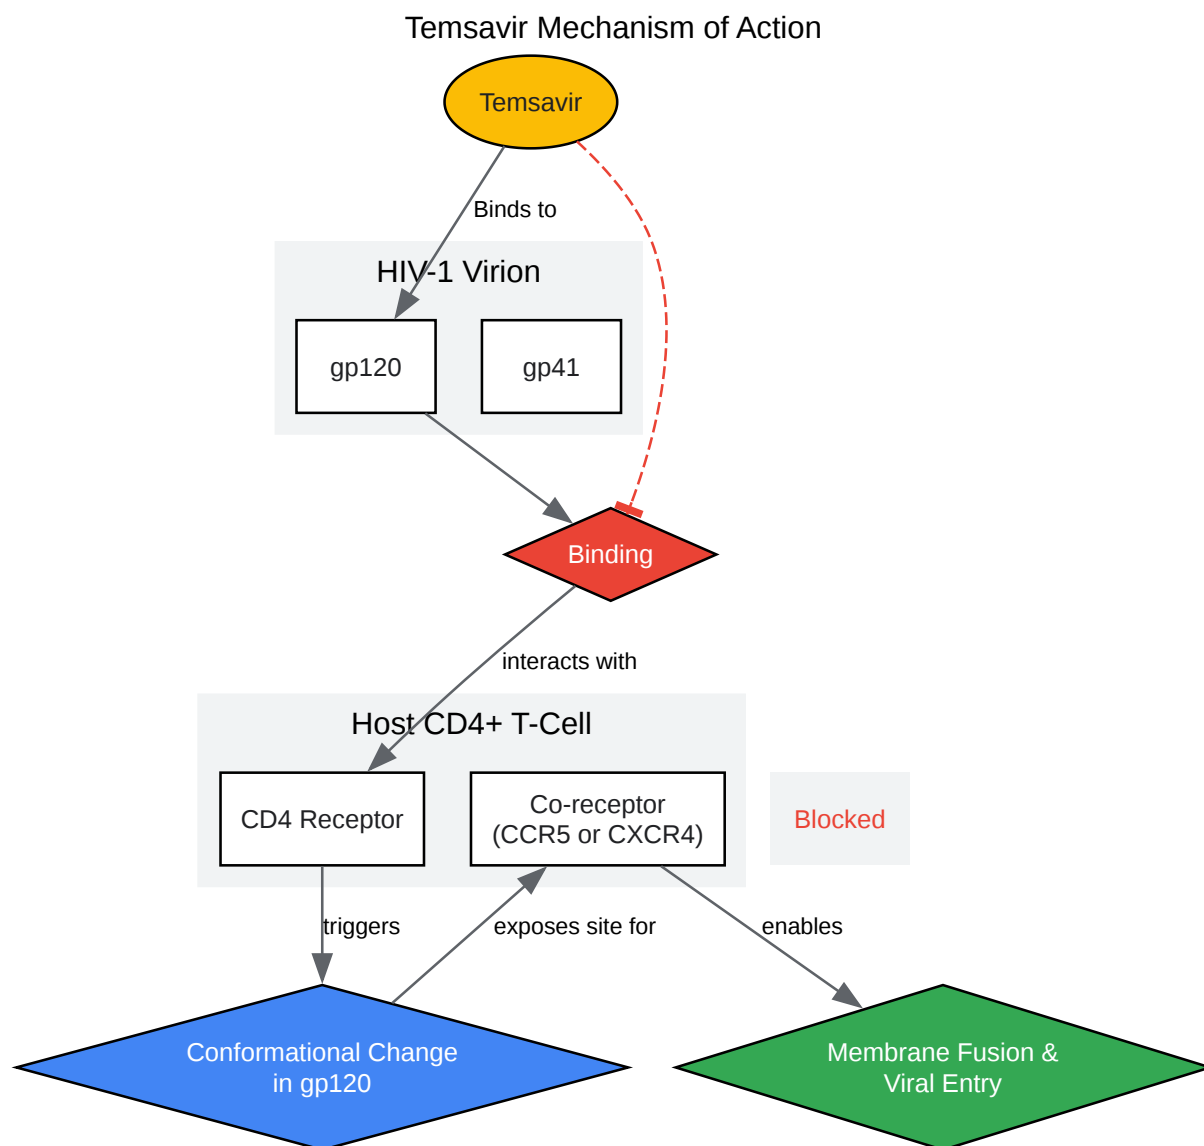 Temsavir Mechanism of Action
Temsavir
Binds to
HIV-1 Virion
gp120
gp41
Binding
interacts with
Host CD4+ T-Cell
CD4 Receptor
Co-receptor
(CCR5 or CXCR4)
Blocked
triggers
exposes site for
enables
Conformational Change
in gp120
Membrane Fusion &
Viral Entry